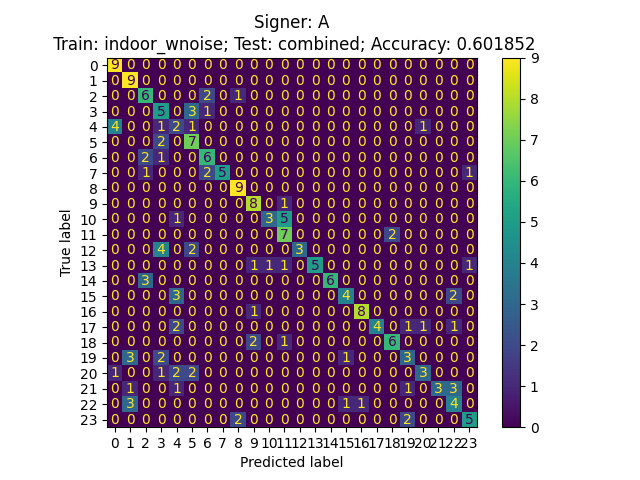 Signer: A
Train: indoor_wnoise; Test: combined; Accuracy: 0.601852
True label
0 9 0 0 0 0 0 0 0 0 0 0 0 0 0 0 0 0 0 0 0 0 0 0 0
1 0 9 0 0 0 0 0 0 0 0 0 0 0 0 0 0 0 0 0 0 0 0 0 0
2 0 0 6 0 0 0 2 0 1 0 0 0 0 0 0 0 0 0 0 0 0 0 0 0
3 0 0 0 5 0 3 1 0 0 0 0 0 0 0 0 0 0 0 0 0 0 0 0 0
4 4 0 0 1 2 1 0 0 0 0 0 0 0 0 0 0 0 0 0 0 1 0 0 0
5 0 0 0 2 0 7 0 0 0 0 0 0 0 0 0 0 0 0 0 0 0 0 0 0
6 0 0 2 1 0 0 6 0 0 0 0 0 0 0 0 0 0 0 0 0 0 0 0 0
7 0 0 1 0 0 0 2 5 0 0 0 0 0 0 0 0 0 0 0 0 0 0 0 1
8 0 0 0 0 0 0 0 0 9 0 0 0 0 0 0 0 0 0 0 0 0 0 0 0
9 0 0 0 0 0 0 0 0 0 8 0 1 0 0 0 0 0 0 0 0 0 0 0 0
10 0 0 0 0 1 0 0 0 0 0 3 5 0 0 0 0 0 0 0 0 0 0 0 0
11 0 0 0 0 0 0 0 0 0 0 0 7 0 0 0 0 0 0 2 0 0 0 0 0
12 0 0 0 4 0 2 0 0 0 0 0 0 3 0 0 0 0 0 0 0 0 0 0 0
13 0 0 0 0 0 0 0 0 0 1 1 1 0 5 0 0 0 0 0 0 0 0 0 1
14 0 0 3 0 0 0 0 0 0 0 0 0 0 0 6 0 0 0 0 0 0 0 0 0
15 0 0 0 0 3 0 0 0 0 0 0 0 0 0 0 4 0 0 0 0 0 0 2 0
16 0 0 0 0 0 0 0 0 0 1 0 0 0 0 0 0 8 0 0 0 0 0 0 0
17 0 0 0 0 2 0 0 0 0 0 0 0 0 0 0 0 0 4 0 1 1 0 1 0
18 0 0 0 0 0 0 0 0 0 2 0 1 0 0 0 0 0 0 6 0 0 0 0 0
19 0 3 0 2 0 0 0 0 0 0 0 0 0 0 0 1 0 0 0 3 0 0 0 0
20 1 0 0 1 2 2 0 0 0 0 0 0 0 0 0 0 0 0 0 0 3 0 0 0
21 0 1 0 0 1 0 0 0 0 0 0 0 0 0 0 0 0 0 0 1 0 3 3 0
22 0 3 0 0 0 0 0 0 0 0 0 0 0 0 0 1 1 0 0 0 0 0 4 0
23 0 0 0 0 0 0 0 0 2 0 0 0 0 0 0 0 0 0 0 2 0 0 0 5
0 1 2 3 4 5 6 7 8 9 10 11 12 13 14 15 16 17 18 19 20 21 22 23
Predicted label
9
8
7
6
5
4
3
2
1
0